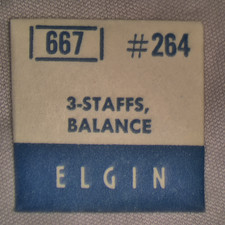 667 #264
3-STAFFS,
BALANCE
ELGIN